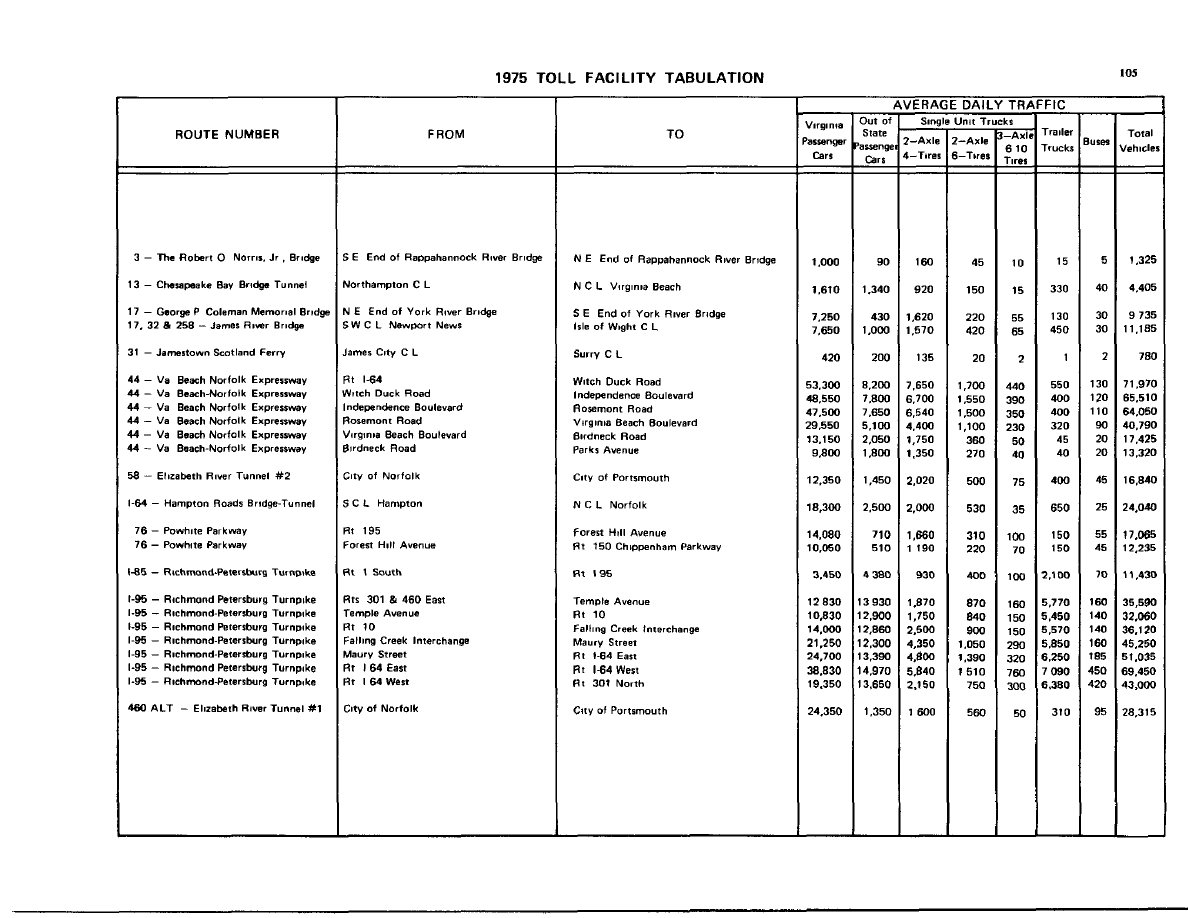 105
1975 TOLL FACILITY TABULATION
ROUTE NUMBER FROM TO AVERAGE DAILY TRAFFIC
Virginia Passenger Cars Out of State Passenger Cars Single Unit Trucks 2-Axle 4-Tires 2-Axle 6-Tires 3-Axle 6 10 Tires Trailer Trucks Buses Total Vehicles
3 – The Robert O Norris, Jr , Bridge S E End of Rappahannock River Bridge N E End of Rappahannock River Bridge 1,000 90 160 45 10 15 5 1,325
13 – Chesapeake Bay Bridge Tunnel Northampton C L N C L Virginia Beach 1,610 1,340 920 150 15 330 40 4,405
17 – George P Coleman Memorial Bridge N E End of York River Bridge S E End of York River Bridge 7,250 430 1,620 220 55 130 30 9 735
17, 32 & 258 – James River Bridge S W C L Newport News Isle of Wight C L 7,650 1,000 1,570 420 65 450 30 11,185
31 – Jamestown Scotland Ferry James City C L Surry C L 420 200 135 20 2 1 2 780
44 – Va Beach Norfolk Expressway Rt I-64 Witch Duck Road 53,300 8,200 7,650 1,700 440 550 130 71,970
44 – Va Beach-Norfolk Expressway Witch Duck Road Independence Boulevard 48,550 7,800 6,700 1,550 390 400 120 65,510
44 – Va Beach-Norfolk Expressway Independence Boulevard Rosemont Road 47,500 7,650 6,540 1,500 350 400 110 64,050
44 – Va Beach-Norfolk Expressway Rosemont Road Virginia Beach Boulevard 29,550 5,100 4,400 1,100 230 320 90 40,790
44 – Va Beach-Norfolk Expressway Virginia Beach Boulevard Birdneck Road 13,150 2,050 1,750 360 50 45 20 17,425
44 – Va Beach-Norfolk Expressway Birdneck Road Parks Avenue 9,800 1,800 1,350 270 40 40 20 13,320
58 – Elizabeth River Tunnel #2 City of Norfolk City of Portsmouth 12,350 1,450 2,020 500 75 400 45 16,840
I-64 – Hampton Roads Bridge-Tunnel S C L Hampton N C L Norfolk 18,300 2,500 2,000 530 35 650 25 24,040
76 – Powhite Parkway Rt 195 Forest Hill Avenue 14,080 710 1,660 310 100 150 55 17,065
76 – Powhite Parkway Forest Hill Avenue Rt 150 Chippenham Parkway 10,050 510 1 190 220 70 150 45 12,235
I-85 – Richmond-Petersburg Turnpike Rt 1 South Rt I 95 3,450 4 380 930 400 100 2,100 70 11,430
I-95 – Richmond Petersburg Turnpike Rts 301 & 460 East Temple Avenue 12 830 13 930 1,870 870 160 5,770 160 35,590
I-95 – Richmond-Petersburg Turnpike Temple Avenue Rt 10 10,830 12,900 1,750 840 150 5,450 140 32,060
I-95 – Richmond Petersburg Turnpike Rt 10 Falling Creek Interchange 14,000 12,860 2,500 900 150 5,570 140 36,120
I-95 – Richmond-Petersburg Turnpike Falling Creek Interchange Maury Street 21,250 12,300 4,350 1,050 290 5,850 160 45,250
I-95 – Richmond-Petersburg Turnpike Maury Street Rt I-64 East 24,700 13,390 4,800 1,390 320 6,250 185 51,035
I-95 – Richmond-Petersburg Turnpike Rt I 64 East Rt I-64 West 38,830 14,970 5,840 1 510 760 7 090 450 69,450
I-95 – Richmond-Petersburg Turnpike Rt I 64 West Rt 301 North 19,350 13,650 2,150 750 300 6,380 420 43,000
460 ALT – Elizabeth River Tunnel #1 City of Norfolk City of Portsmouth 24,350 1,350 1 600 560 50 310 95 28,315